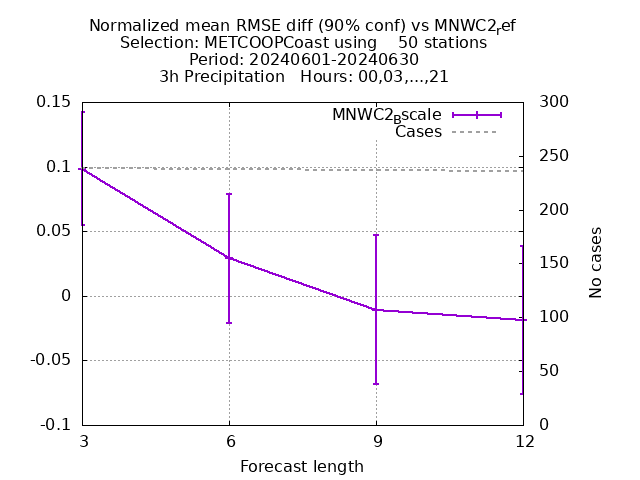 Normalized mean RMSE diff (90% conf) vs MNWC2ref
Selection: METCOOPCoast using    50 stations
Period: 20240601-20240630
3h Precipitation   Hours: 00,03,...,21
MNWC2Bscale
Cases
0.15
0.1
0.05
0
-0.05
-0.1
300
250
200
150
100
50
0
No cases
3 6 9 12
Forecast length